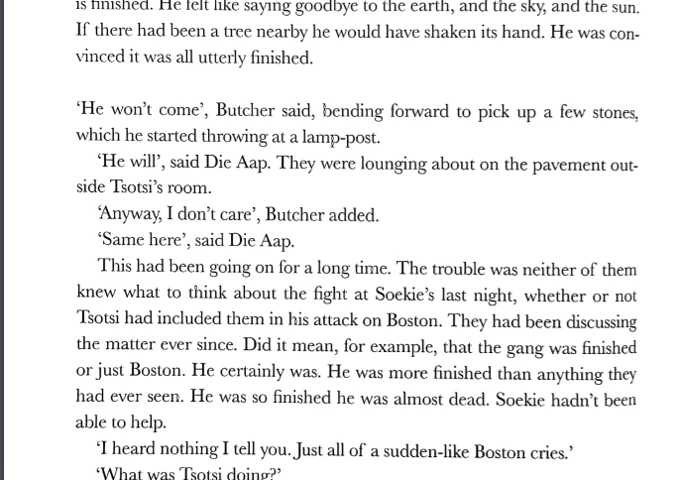 is finished. He felt like saying goodbye to the earth, and the sky, and the sun.
If there had been a tree nearby he would have shaken its hand. He was con-
vinced it was all utterly finished.
‘He won’t come’, Butcher said, bending forward to pick up a few stones,
which he started throwing at a lamp-post.
‘He will’, said Die Aap. They were lounging about on the pavement out-
side Tsotsi’s room.
‘Anyway, I don’t care’, Butcher added.
‘Same here’, said Die Aap.
This had been going on for a long time. The trouble was neither of them
knew what to think about the fight at Soekie’s last night, whether or not
Tsotsi had included them in his attack on Boston. They had been discussing
the matter ever since. Did it mean, for example, that the gang was finished
or just Boston. He certainly was. He was more finished than anything they
had ever seen. He was so finished he was almost dead. Soekie hadn’t been
able to help.
‘I heard nothing I tell you. Just all of a sudden-like Boston cries.’
‘What was Tsotsi doing?’